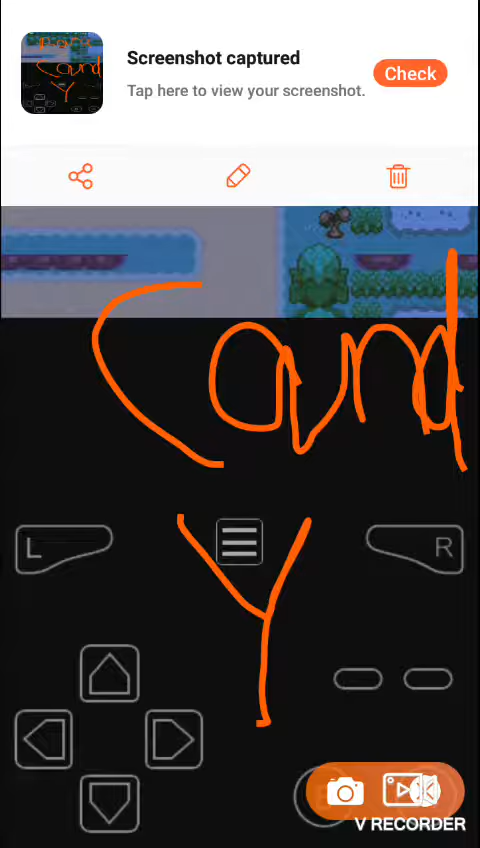 Screenshot captured
Check
Tap here to view your screenshot.
Cand
L
R
Y
V RECORDER